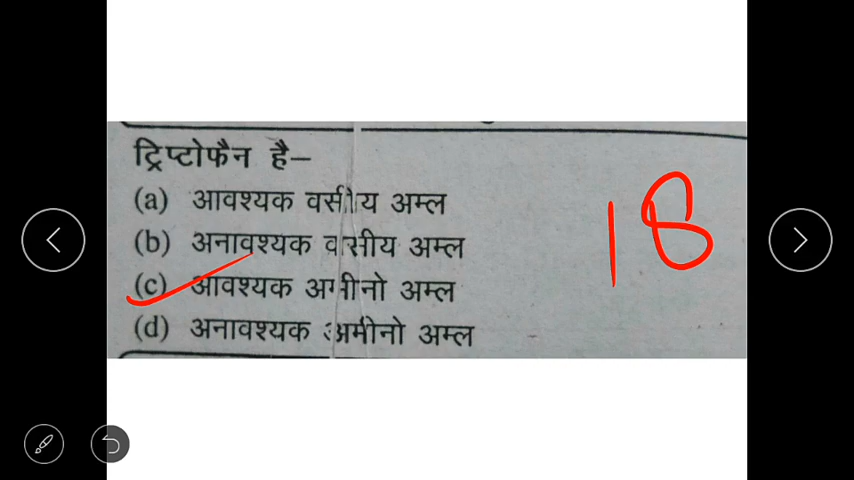 ट्रिप्टोफैन है–
(a) आवश्यक वसीय अम्ल
(b) अनावश्यक वसीय अम्ल
(c) आवश्यक अमीनो अम्ल
(d) अनावश्यक अमीनो अम्ल
18